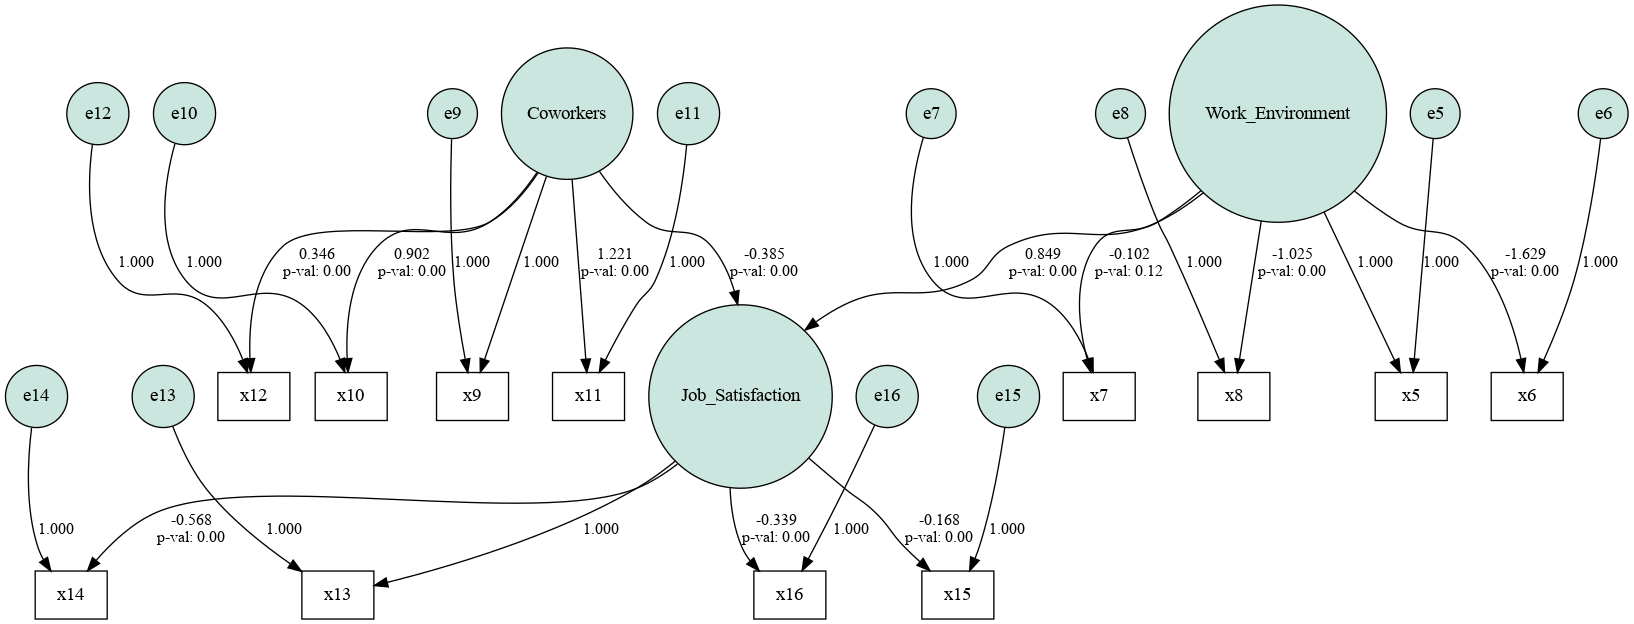 e12
e10
e9
Coworkers
e11
e7
e8
Work_Environment
e5
e6
1.000
1.000
0.346
p-val: 0.00
0.902
p-val: 0.00
1.000
1.000
1.221
p-val: 0.00
1.000
-0.385
p-val: 0.00
1.000
0.849
p-val: 0.00
-0.102
p-val: 0.12
1.000
-1.025
p-val: 0.00
1.000
1.000
-1.629
p-val: 0.00
1.000
e14
e13
x12
x10
x9
x11
Job_Satisfaction
e16
e15
x7
x8
x5
x6
1.000
-0.568
p-val: 0.00
1.000
1.000
-0.339
p-val: 0.00
1.000
-0.168
p-val: 0.00
1.000
x14
x13
x16
x15